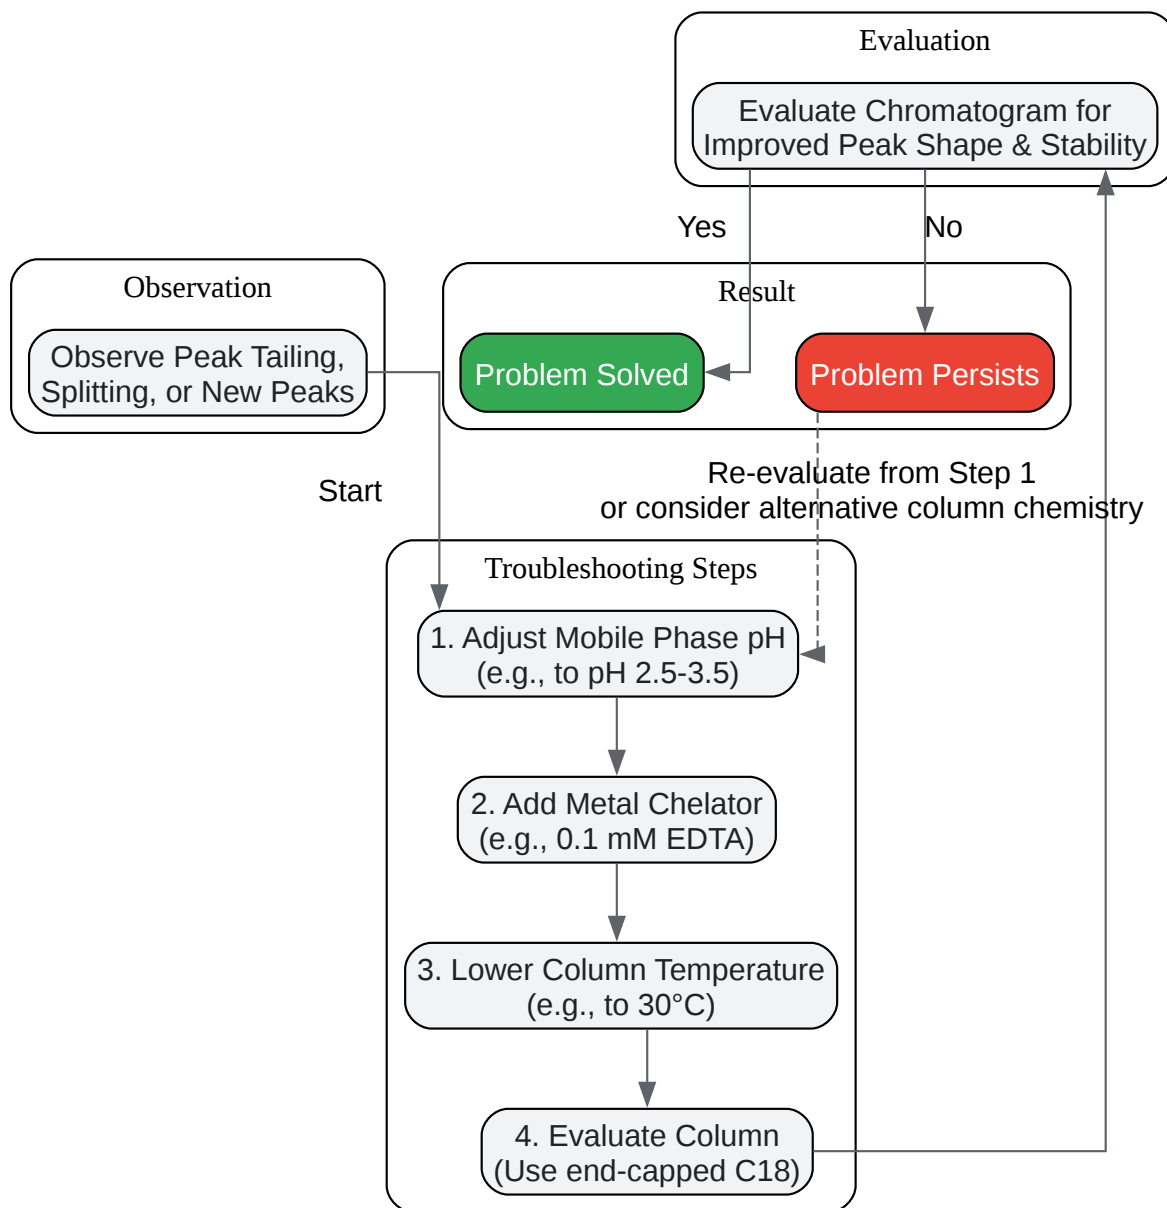 Evaluation
Evaluate Chromatogram for
Improved Peak Shape & Stability
Yes
No
Observation
Observe Peak Tailing,
Splitting, or New Peaks
Result
Problem Solved
Problem Persists
Start
Re-evaluate from Step 1
or consider alternative column chemistry
Troubleshooting Steps
1. Adjust Mobile Phase pH
(e.g., to pH 2.5-3.5)
2. Add Metal Chelator
(e.g., 0.1 mM EDTA)
3. Lower Column Temperature
(e.g., to 30°C)
4. Evaluate Column
(Use end-capped C18)